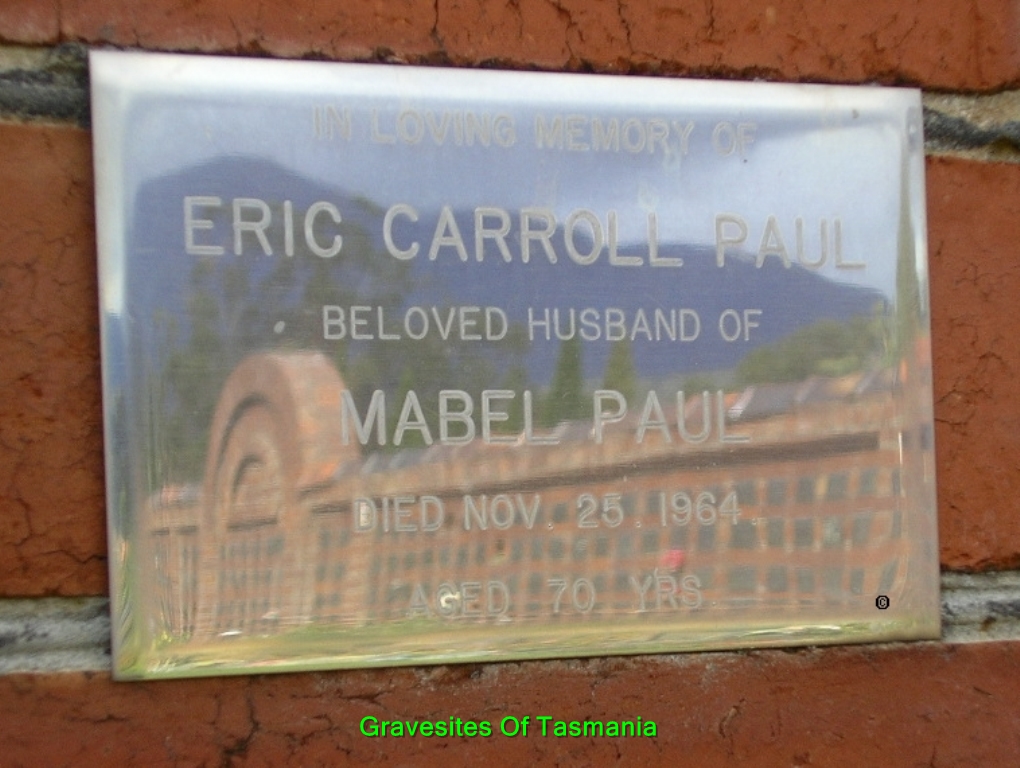 IN LOVING MEMORY OF
ERIC CARROLL PAUL
BELOVED HUSBAND OF
MABEL PAUL
DIED NOV. 25. 1964.
AGED 70 YRS
©
Gravesites Of Tasmania